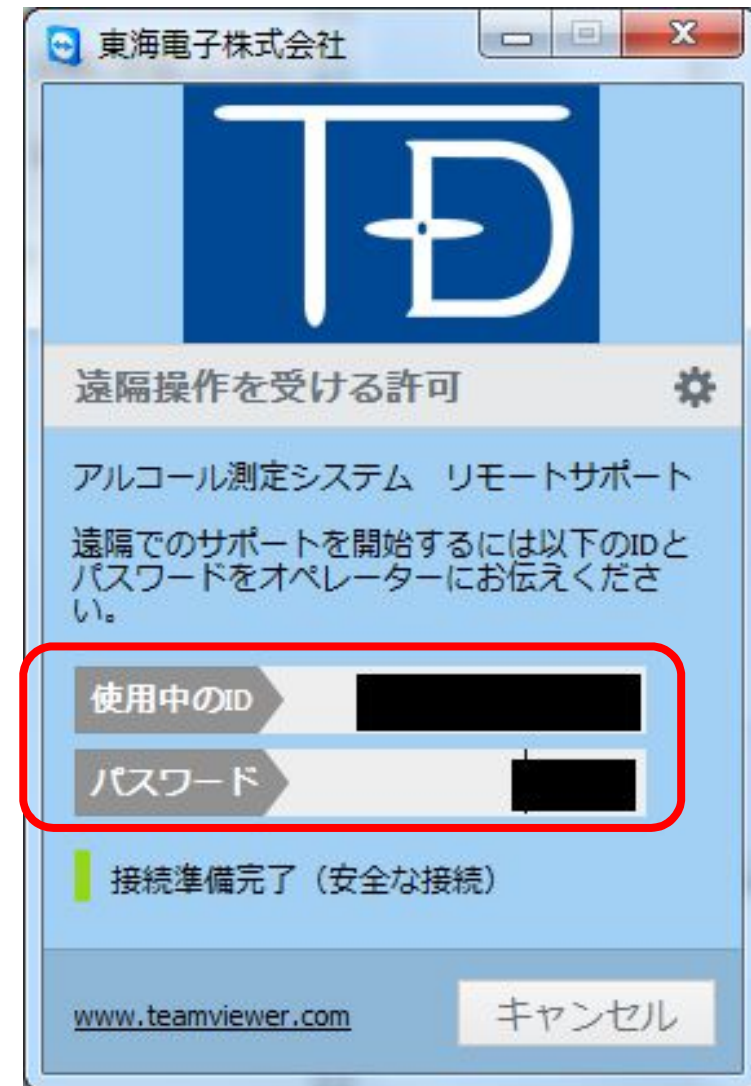 東海電子株式会社
TD
遠隔操作を受ける許可
アルコール測定システム　リモートサポート
遠隔でのサポートを開始するには以下のIDと
パスワードをオペレーターにお伝えくださ
い。
使用中のID
パスワード
接続準備完了（安全な接続）
www.teamviewer.com
キャンセル